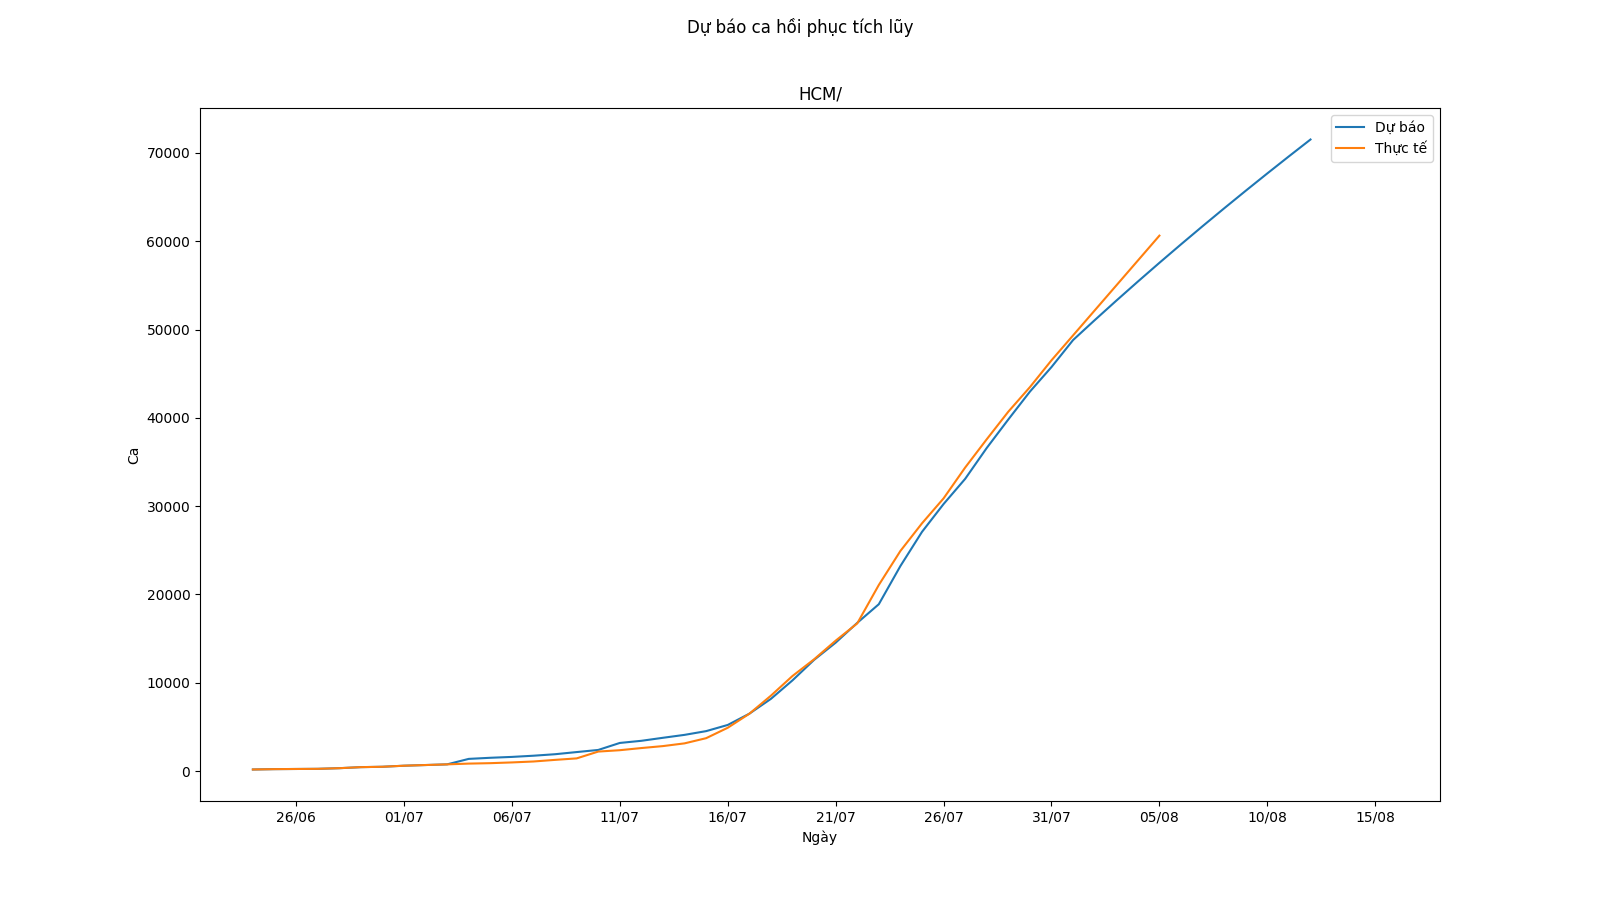 Dự báo ca hồi phục tích lũy
HCM/
Dự báo
Thực tế
70000
60000
50000
40000
30000
20000
10000
0
Ca
26/06 01/07 06/07 11/07 16/07 21/07 26/07 31/07 05/08 10/08 15/08
Ngày